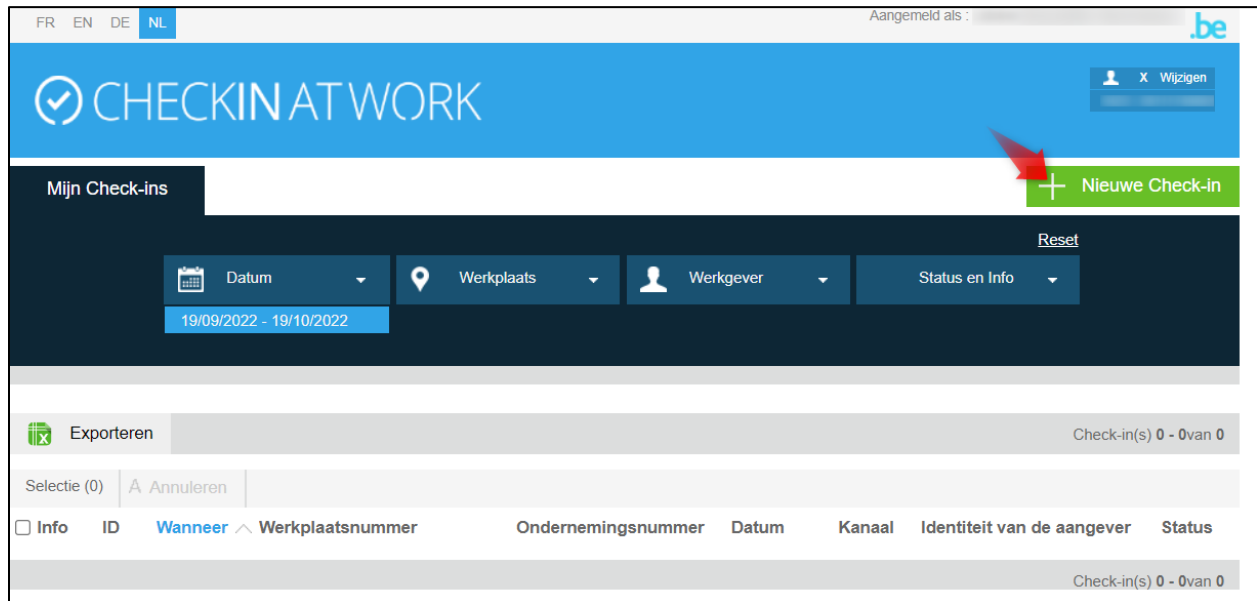 FR EN DE NL Aangemeld als :
.be
CHECKINATWORK
X Wijzigen
Mijn Check-ins
Nieuwe Check-in
Reset
Datum Werkplaats Werkgever Status en Info
19/09/2022 - 19/10/2022
Exporteren Check-in(s) 0 - 0van 0
Selectie (0) A Annuleren
Info ID Wanneer Werkplaatsnummer Ondernemingsnummer Datum Kanaal Identiteit van de aangever Status
Check-in(s) 0 - 0van 0